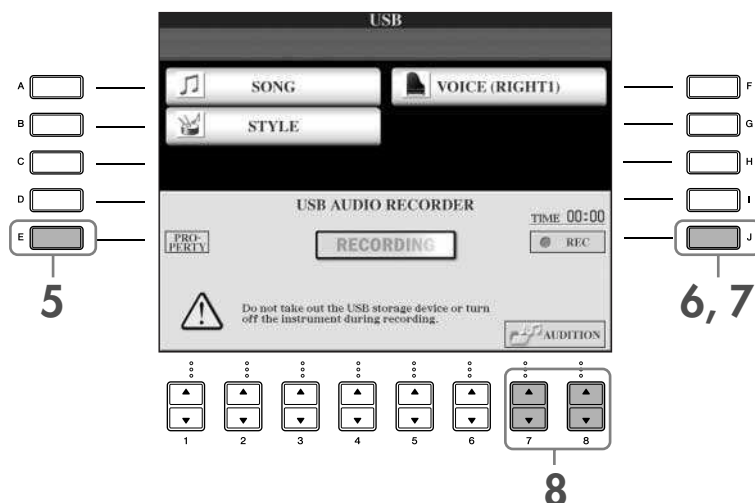 USB
A
SONG
VOICE (RIGHT1)
F
B
STYLE
G
C
H
D
I
USB AUDIO RECORDER
TIME 00:00
E
PRO-
PERTY
RECORDING
REC
J
5
6, 7
Do not take out the USB storage device or turn
off the instrument during recording.
AUDITION
1
2
3
4
5
6
7
8
8